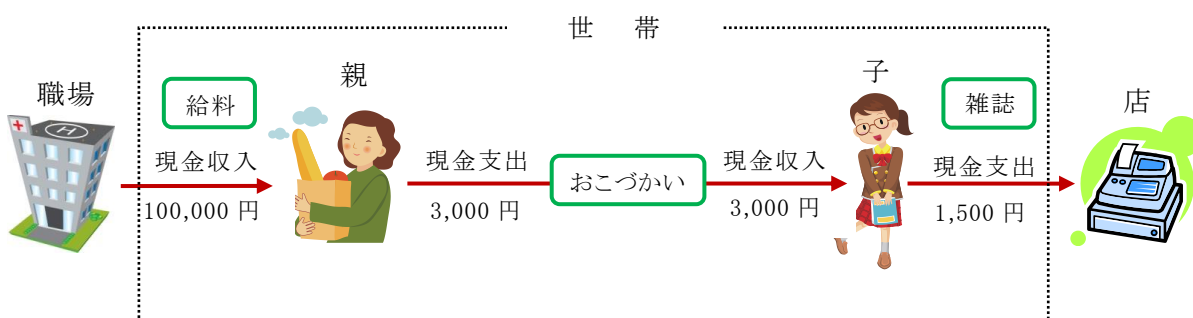 世　帯
職場
給料
親
子
雑誌
店
現金収入
100,000 円
現金支出
3,000 円
おこづかい
現金収入
3,000 円
現金支出
1,500 円
H